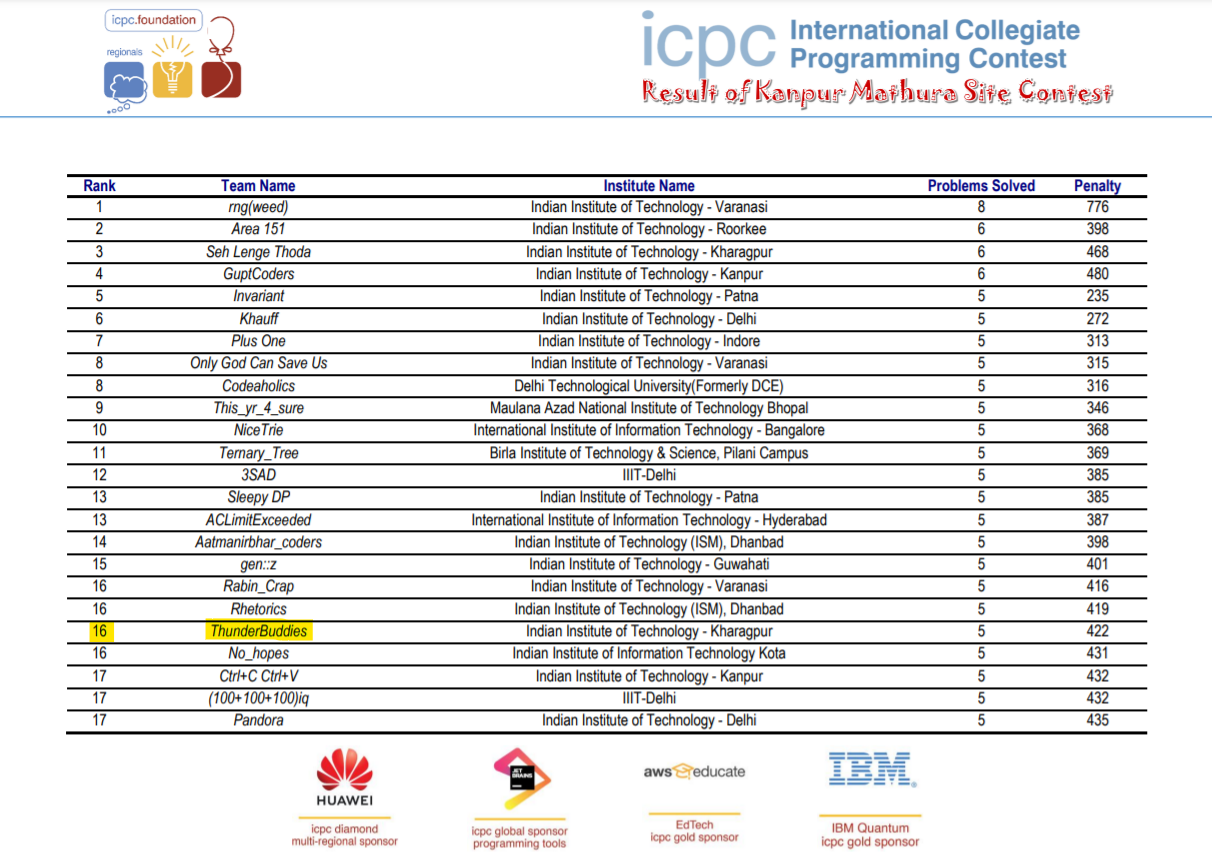 icpc.foundation
regionals
icpc International Collegiate
Programming Contest
Result of Kanpur Mathura Site Contest
Rank Team Name Institute Name Problems Solved Penalty
1 rng(weed) Indian Institute of Technology - Varanasi 8 776
2 Area 151 Indian Institute of Technology - Roorkee 6 398
3 Seh Lenge Thoda Indian Institute of Technology - Kharagpur 6 468
4 GuptCoders Indian Institute of Technology - Kanpur 6 480
5 Invariant Indian Institute of Technology - Patna 5 235
6 Khauff Indian Institute of Technology - Delhi 5 272
7 Plus One Indian Institute of Technology - Indore 5 313
8 Only God Can Save Us Indian Institute of Technology - Varanasi 5 315
8 Codeaholics Delhi Technological University(Formerly DCE) 5 316
9 This_yr_4_sure Maulana Azad National Institute of Technology Bhopal 5 346
10 NiceTrie International Institute of Information Technology - Bangalore 5 368
11 Ternary_Tree Birla Institute of Technology & Science, Pilani Campus 5 369
12 3SAD IIIT-Delhi 5 385
13 Sleepy DP Indian Institute of Technology - Patna 5 385
13 ACLimitExceeded International Institute of Information Technology - Hyderabad 5 387
14 Aatmanirbhar_coders Indian Institute of Technology (ISM), Dhanbad 5 398
15 gen::z Indian Institute of Technology - Guwahati 5 401
16 Rabin_Crap Indian Institute of Technology - Varanasi 5 416
16 Rhetorics Indian Institute of Technology (ISM), Dhanbad 5 419
16 ThunderBuddies Indian Institute of Technology - Kharagpur 5 422
16 No_hopes Indian Institute of Information Technology Kota 5 431
17 Ctrl+C Ctrl+V Indian Institute of Technology - Kanpur 5 432
17 (100+100+100)iq IIIT-Delhi 5 432
17 Pandora Indian Institute of Technology - Delhi 5 435
HUAWEI
icpc diamond
multi-regional sponsor
JET
BRAINS
icpc global sponsor
programming tools
aws educate
EdTech
icpc gold sponsor
IBM
IBM Quantum
icpc gold sponsor